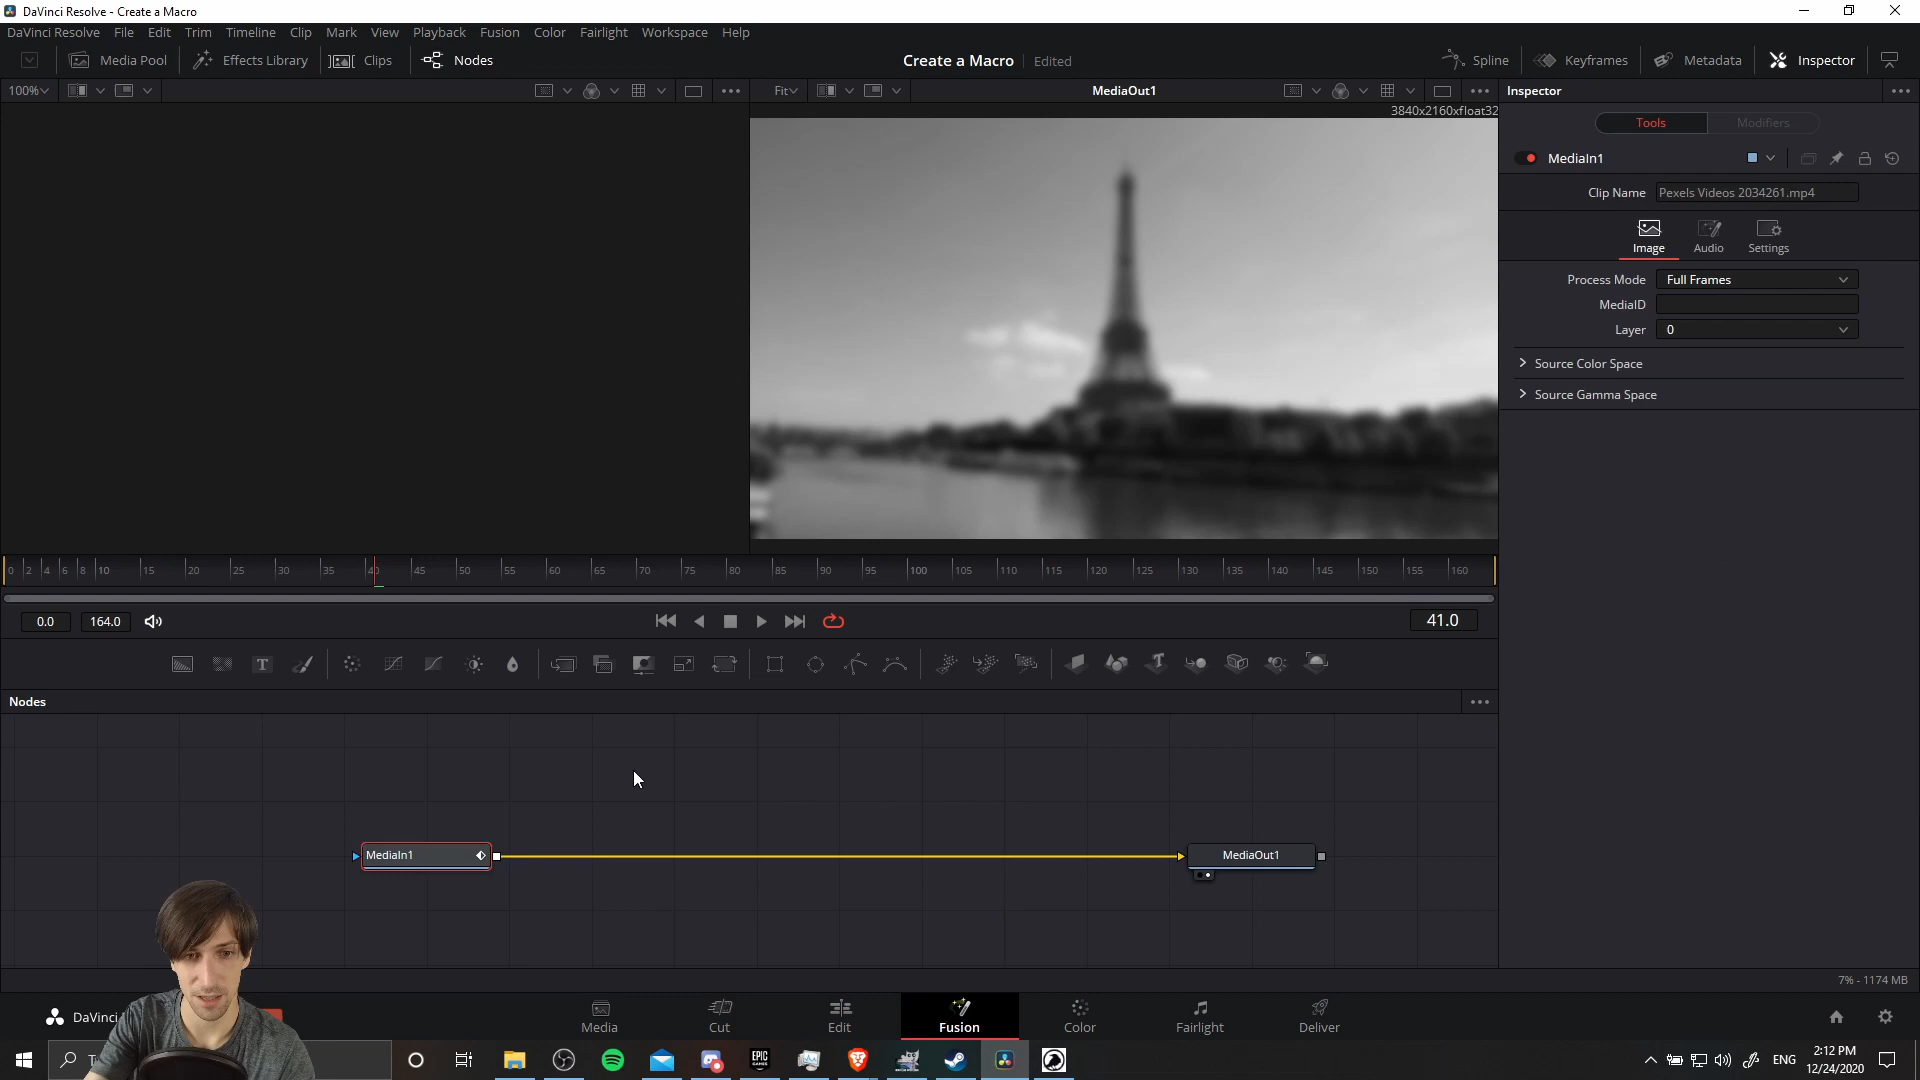 DaVinci Resolve - Create a Macro
DaVinci Resolve File Edit Trim Timeline Clip Mark View Playback Fusion Color Fairlight Workspace Help
Media Pool Effects Library Clips Nodes Create a Macro Edited Spline Keyframes Metadata Inspector
100% Fit MediaOut1 Inspector
3840x2160xfloat32
Tools Modifiers
MediaIn1
Clip Name Pexels Videos 2034261.mp4
Image Audio Settings
Process Mode Full Frames
MediaID
Layer 0
Source Color Space
Source Gamma Space
0 2 4 6 8 10 15 20 25 30 35 40 45 50 55 60 65 70 75 80 85 90 95 100 105 110 115 120 125 130 135 140 145 150 155 160
0.0 164.0 41.0
T T
Nodes
MediaIn1 MediaOut1
7% - 1174 MB
DaVinci
Media Cut Edit Fusion Color Fairlight Deliver
T
EPIC GAMES
ENG
2:12 PM
12/24/2020